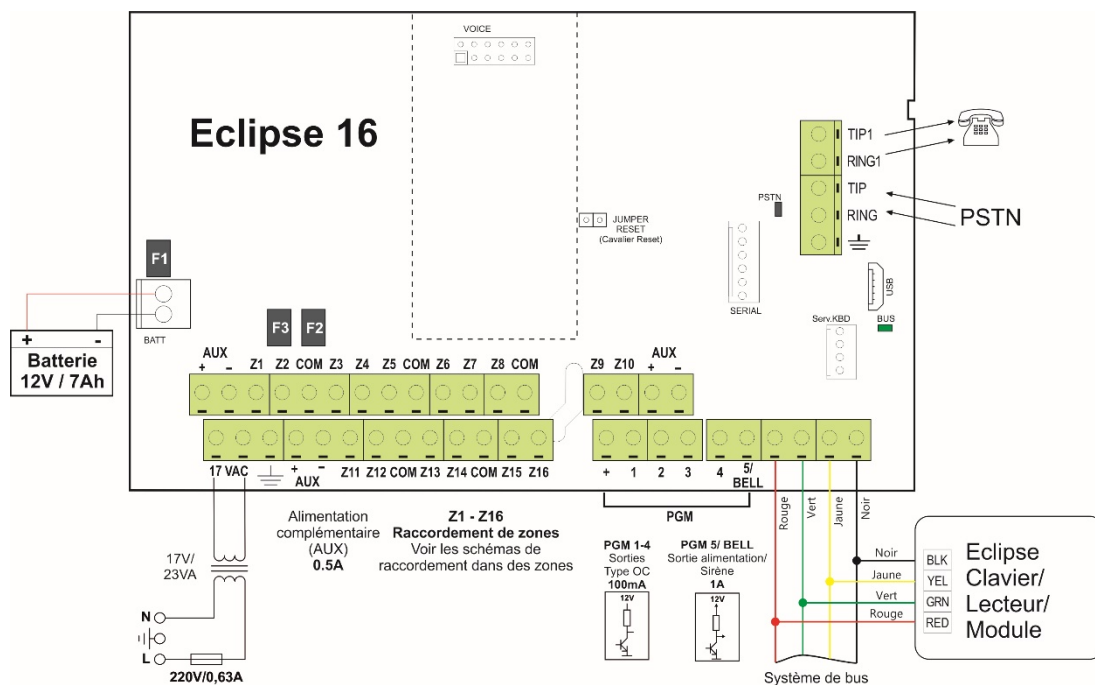 VOICE
Eclipse 16
TIP1
RING1
TIP
RING
PSTN
PSTN
JUMPER
RESET
(Cavalier Reset)
SERIAL
USB
Serv.KBD
BUS
F1
BATT
+ -
Batterie
12V / 7Ah
F3 F2
AUX
+ - Z1 Z2 COM Z3 Z4 Z5 COM Z6 Z7 Z8 COM
Z9 Z10 + -
AUX
17 VAC + - Z11 Z12 COM Z13 Z14 COM Z15 Z16
AUX
+ 1 2 3 4 5/
BELL
PGM
Rouge
Vert
Jaune
Noir
Alimentation
complémentaire
(AUX)
0.5A
Z1 - Z16
Raccordement de zones
Voir les schémas de
raccordement dans des zones
PGM 1-4
Sorties
Type OC
100mA
12V
PGM 5/ BELL
Sortie alimentation/
Sirène
1A
12V
17V/
23VA
N
L
220V/0,63A
Noir
Jaune
Vert
Rouge
BLK
YEL
GRN
RED
Eclipse
Clavier/
Lecteur/
Module
Système de bus